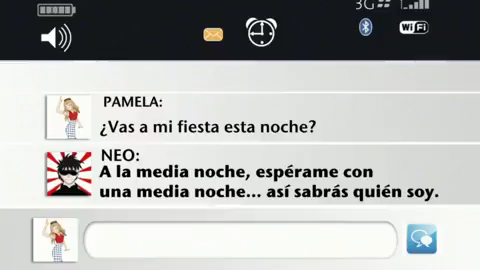 3G
WiFi
PAMELA:
¿Vas a mi fiesta esta noche?
NEO:
A la media noche, espérame con
una media noche... así sabrás quién soy.